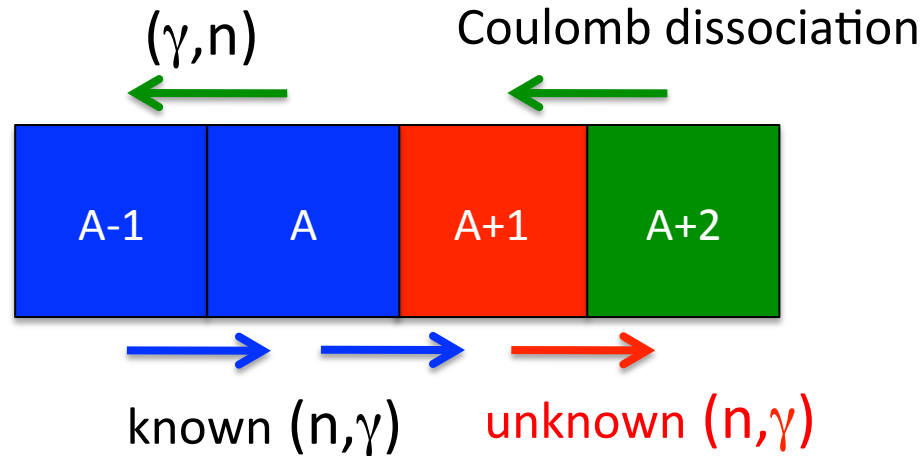 (γ,n)
Coulomb dissociation
A-1
A
A+1
A+2
known (n,γ)
unknown (n,γ)